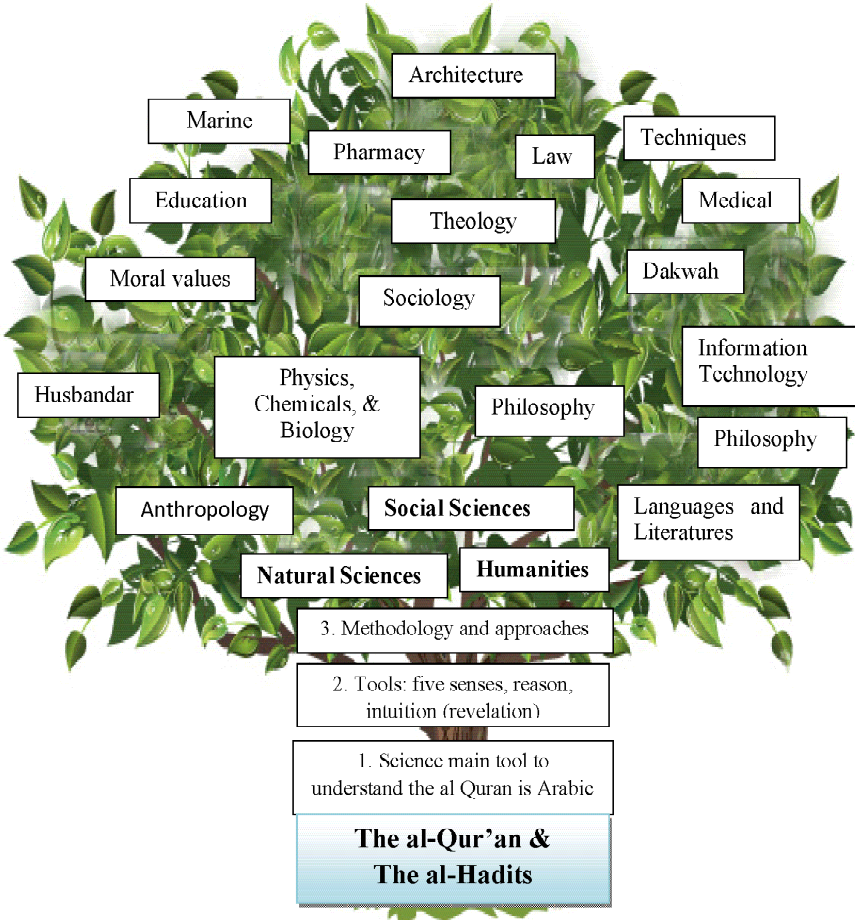 Architecture
Marine
Techniques
Pharmacy
Law
Education
Medical
Theology
Moral values
Dakwah
Sociology
Information
Technology
Physics,
Chemicals, &
Biology
Husbandar
Philosophy
Philosophy
Anthropology
Social Sciences
Languages and
Literatures
Natural Sciences
Humanities
3. Methodology and approaches
2. Tools: five senses, reason,
intuition (revelation)
1. Science main tool to
understand the al Quran is Arabic
The al-Qur’an &
The al-Hadits